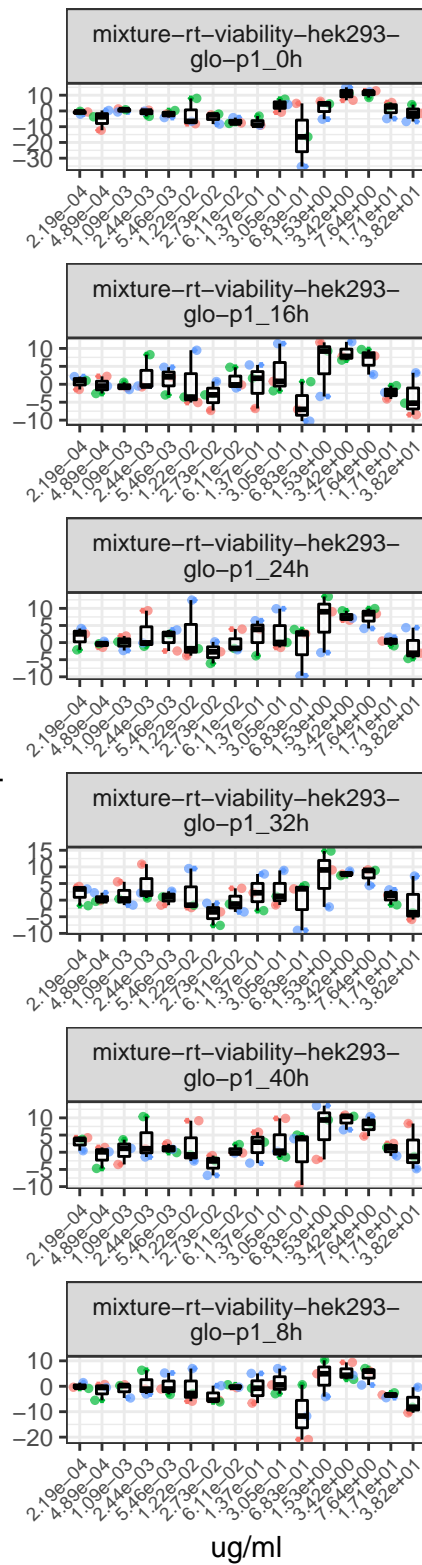 mixture−rt−viability−hek293−
glo−p1_0h
10
0
−10
−20
−30
2.19e−04
4.89e−04
1.09e−03
2.44e−03
5.46e−03
1.22e−02
2.73e−02
6.11e−02
1.37e−01
3.05e−01
6.83e−01
1.53e+00
3.42e+00
7.64e+00
1.71e+01
3.82e+01
mixture−rt−viability−hek293−
glo−p1_16h
10
5
0
−5
−10
2.19e−04
4.89e−04
1.09e−03
2.44e−03
5.46e−03
1.22e−02
2.73e−02
6.11e−02
1.37e−01
3.05e−01
6.83e−01
1.53e+00
3.42e+00
7.64e+00
1.71e+01
3.82e+01
mixture−rt−viability−hek293−
glo−p1_24h
10
5
0
−5
−10
2.19e−04
4.89e−04
1.09e−03
2.44e−03
5.46e−03
1.22e−02
2.73e−02
6.11e−02
1.37e−01
3.05e−01
6.83e−01
1.53e+00
3.42e+00
7.64e+00
1.71e+01
3.82e+01
mixture−rt−viability−hek293−
glo−p1_32h
15
10
5
0
−5
−10
2.19e−04
4.89e−04
1.09e−03
2.44e−03
5.46e−03
1.22e−02
2.73e−02
6.11e−02
1.37e−01
3.05e−01
6.83e−01
1.53e+00
3.42e+00
7.64e+00
1.71e+01
3.82e+01
mixture−rt−viability−hek293−
glo−p1_40h
10
5
0
−5
−10
2.19e−04
4.89e−04
1.09e−03
2.44e−03
5.46e−03
1.22e−02
2.73e−02
6.11e−02
1.37e−01
3.05e−01
6.83e−01
1.53e+00
3.42e+00
7.64e+00
1.71e+01
3.82e+01
mixture−rt−viability−hek293−
glo−p1_8h
10
0
−10
−20
2.19e−04
4.89e−04
1.09e−03
2.44e−03
5.46e−03
1.22e−02
2.73e−02
6.11e−02
1.37e−01
3.05e−01
6.83e−01
1.53e+00
3.42e+00
7.64e+00
1.71e+01
3.82e+01
ug/ml